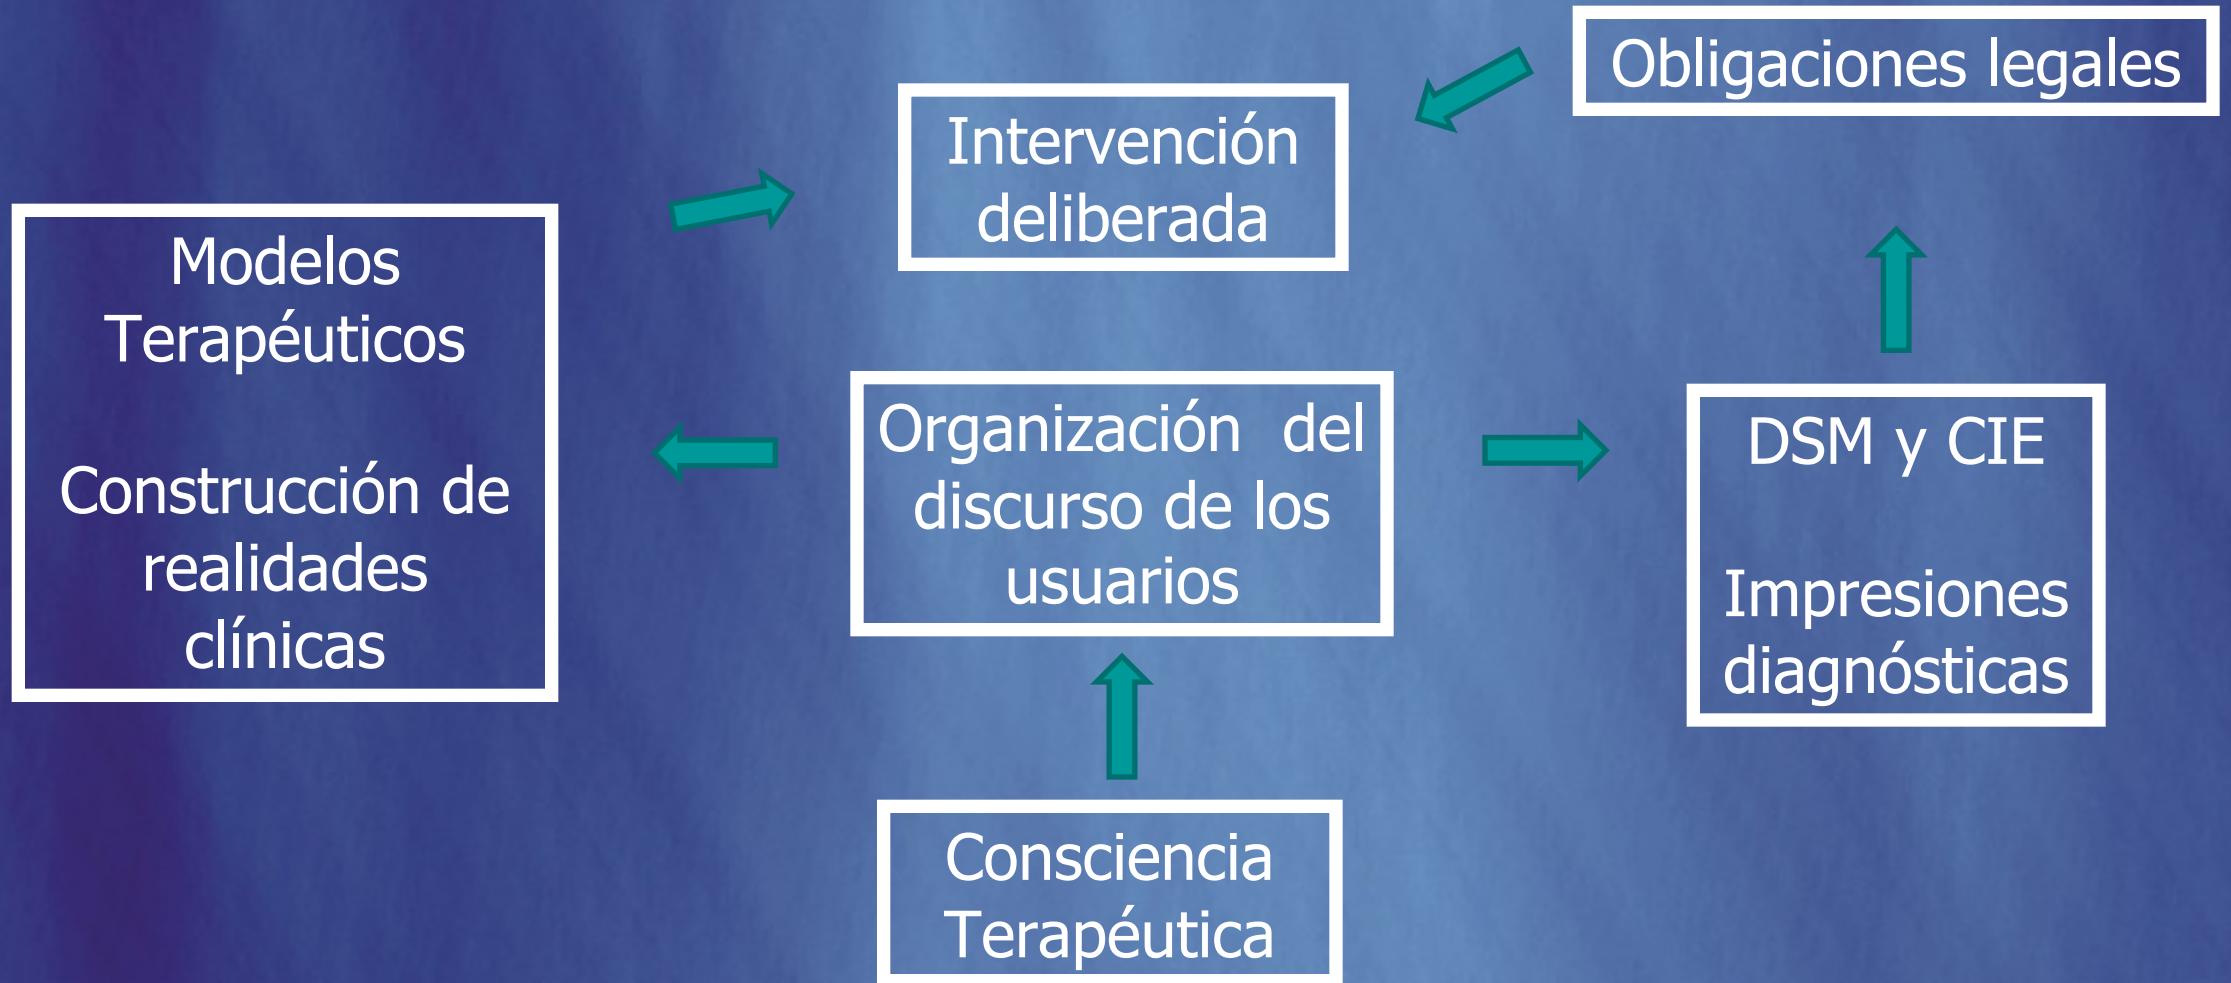 Obligaciones legales
Intervención
deliberada
Modelos
Terapéuticos
Construcción de
realidades
clínicas
Organización  del
discurso de los
usuarios
DSM y CIE
Impresiones
diagnósticas
Consciencia
Terapéutica